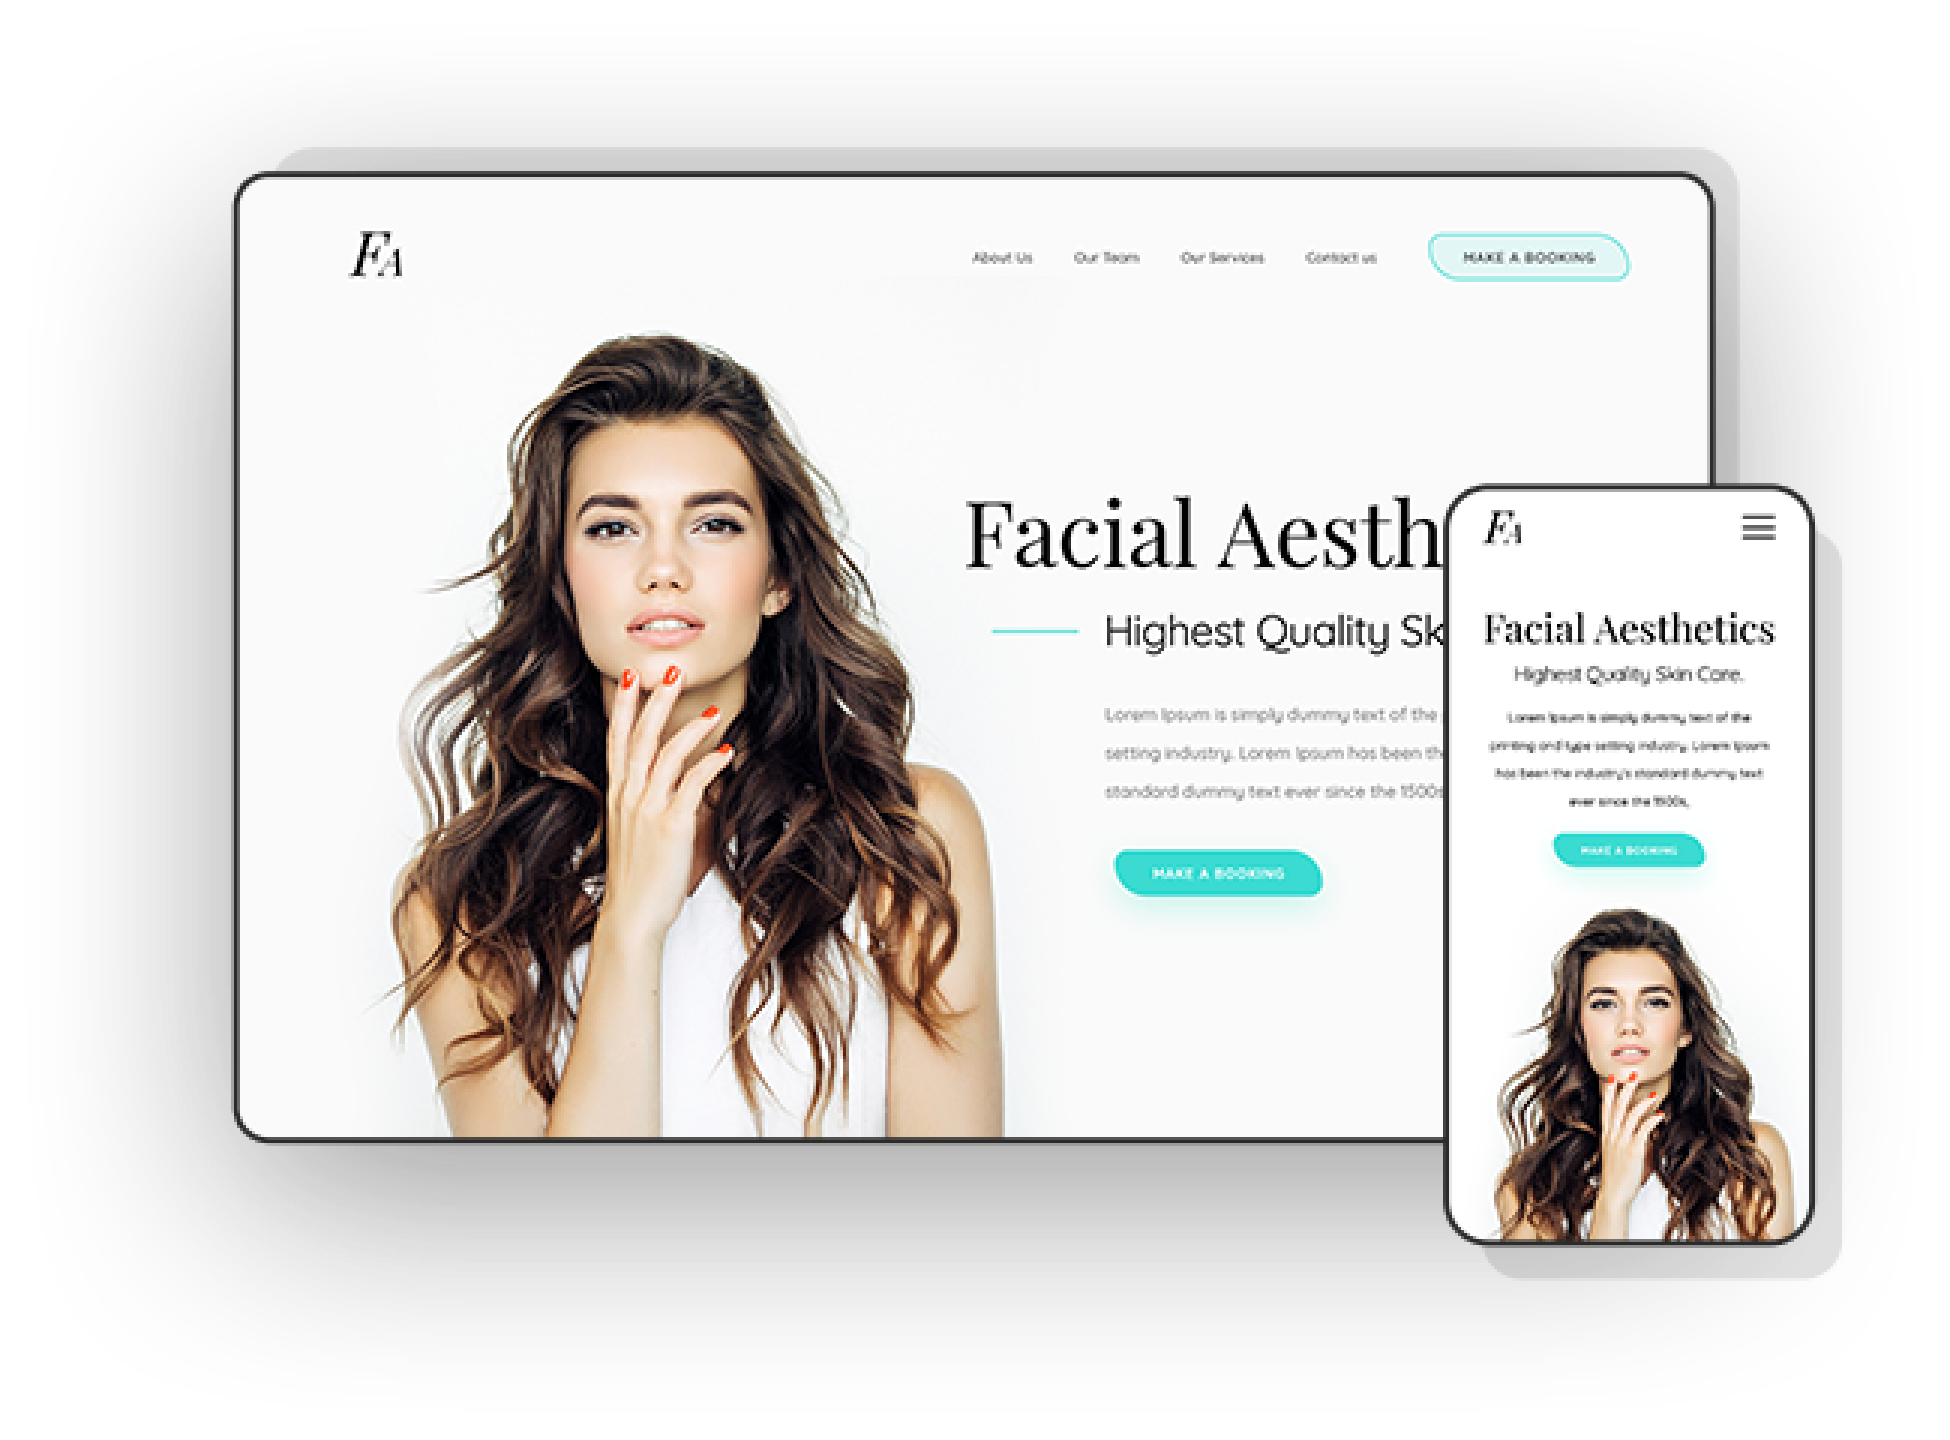 FA
About Us Our Team Our Services Contact us MAKE A BOOKING
Facial Aesth
Highest Quality Sk
Lorem Ipsum is simply dummy text of the
setting industry. Lorem Ipsum has been th
standard dummy text ever since the 1500s
MAKE A BOOKING
FA
Facial Aesthetics
Highest Quality Skin Care.
Lorem Ipsum is simply dummy text of the
printing and type setting industry. Lorem Ipsum
has been the industry's standard dummy text
ever since the 1500s,
MAKE A BOOKING